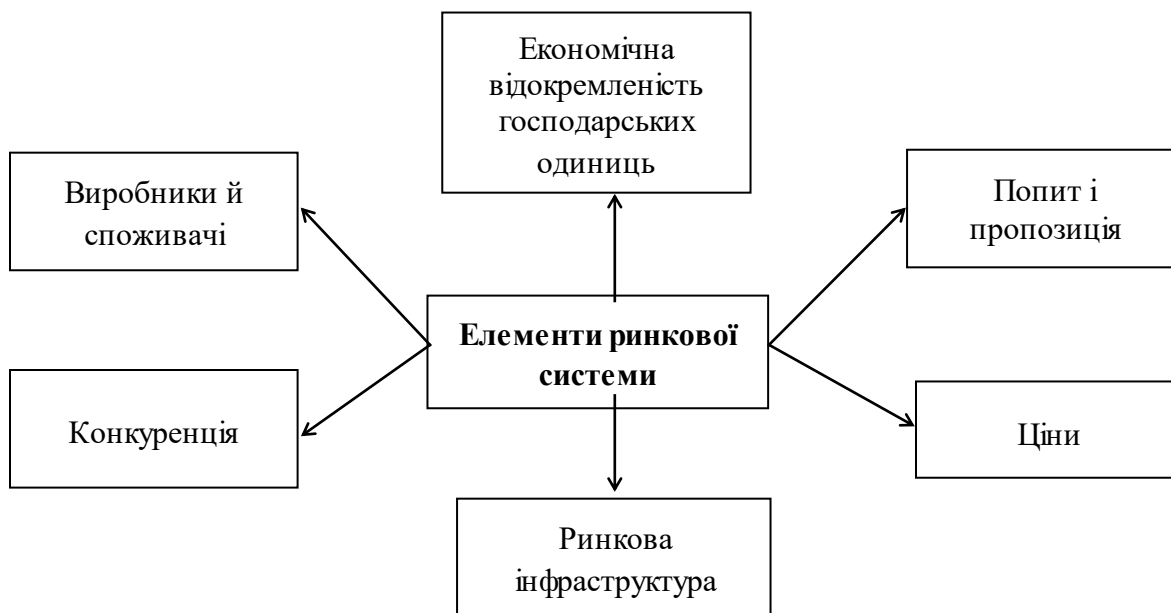 Економічна
відокремленість
господарських
одиниць
Виробники й
споживачі
Попит і
пропозиція
Елементи ринкової
системи
Конкуренція
Ціни
Ринкова
інфраструктура